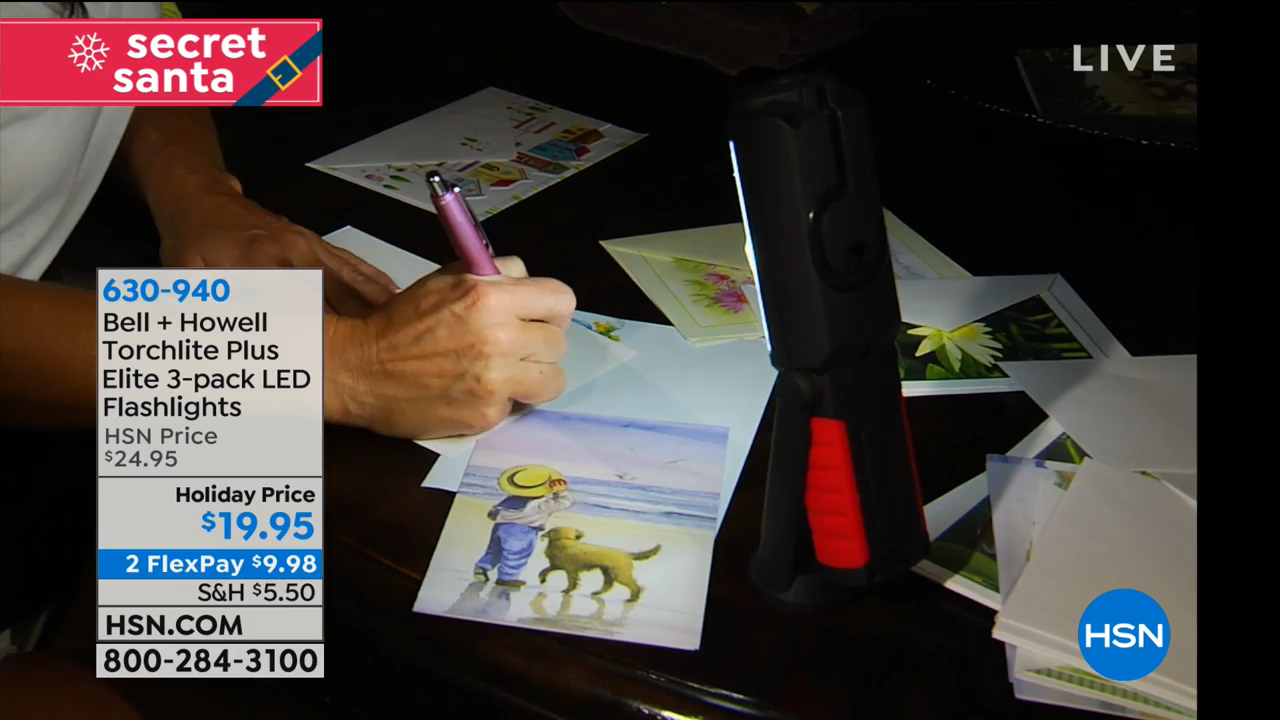 secret
santa
LIVE
630-940
Bell + Howell
Torchlite Plus
Elite 3-pack LED
Flashlights
HSN Price
$24.95
Holiday Price
$19.95
2 FlexPay $9.98
S&H $5.50
HSN.COM
800-284-3100
HSN